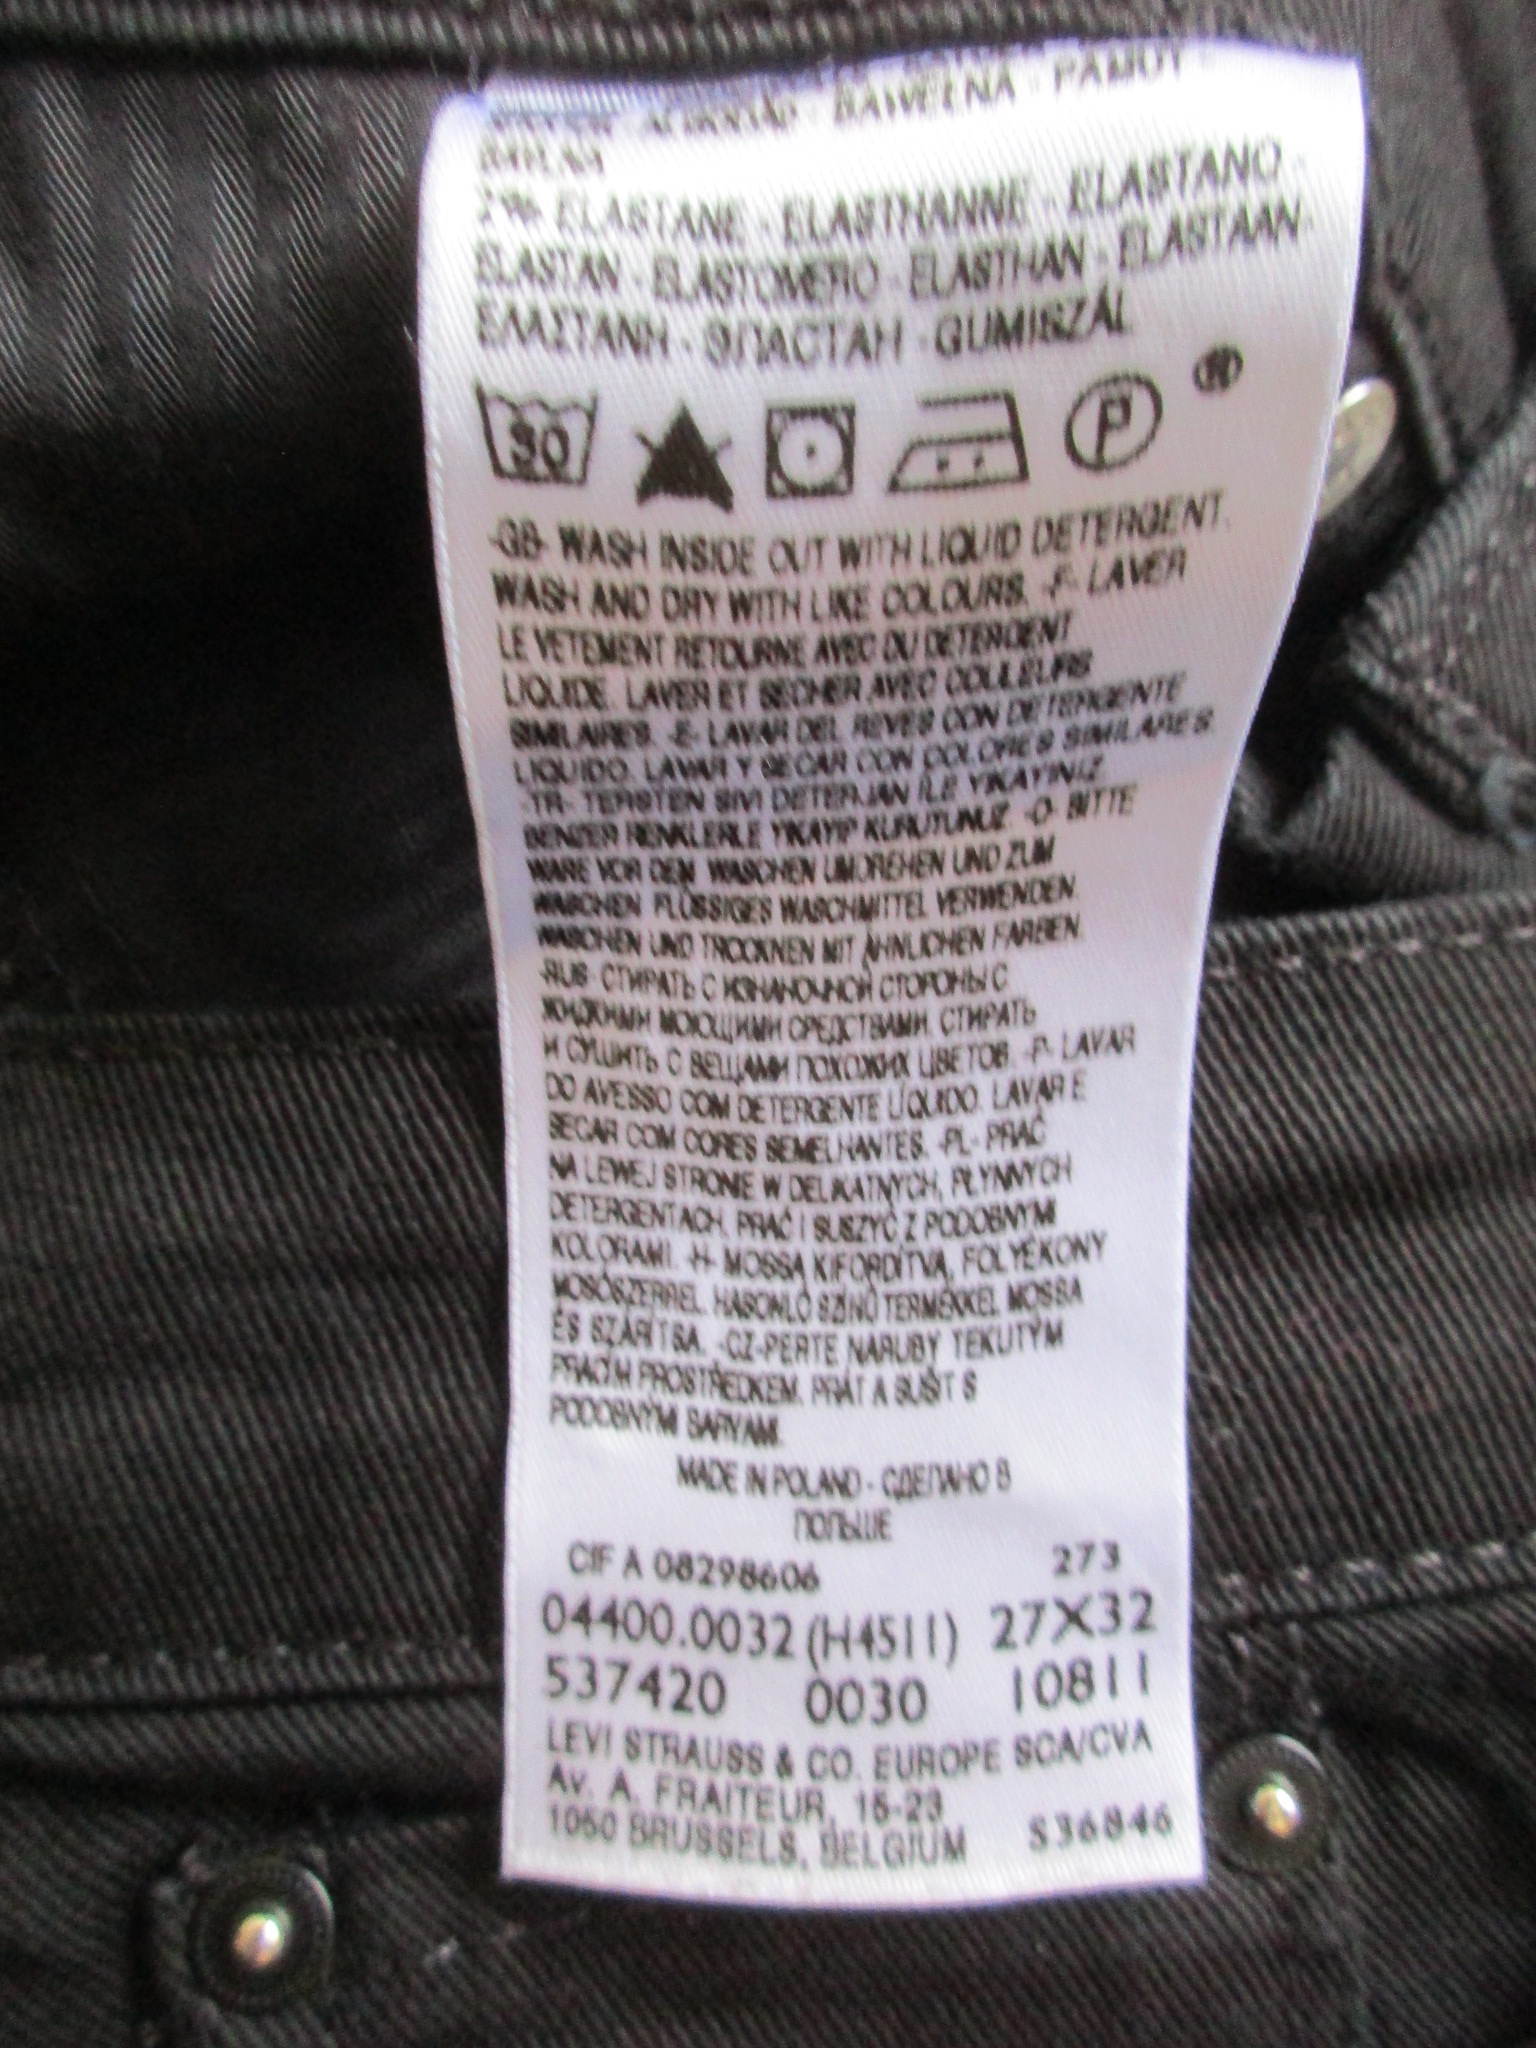 BAWEŁNA - PAMUT -
BAVLNA
2% ELASTANE - ELASTHANNE - ELASTANO -
ELASTAN - ELASTOMERO - ELASTHAN - ELASTAAN -
ΕΛΑΣΤΑΝΗ - ЭПАСТАН - GUMISZÁL
30 P ®
-GB- WASH INSIDE OUT WITH LIQUID DETERGENT.
WASH AND DRY WITH LIKE COLOURS. -F- LAVER
LE VETEMENT RETOURNE AVEC DU DETERGENT
LIQUIDE. LAVER ET SECHER AVEC COULEURS
SIMILAIRES. -E- LAVAR DEL REVES CON DETERGENTE
LIQUIDO. LAVAR Y SECAR CON COLORES SIMILARES.
-TR- TERSTEN SIVI DETERJAN İLE YIKAYINIZ.
BENZER RENKLERLE YIKAYIP KURUTUNUZ. -D- BITTE
WARE VOR DEM WASCHEN UMDREHEN UND ZUM
WASCHEN FLÜSSIGES WASCHMITTEL VERWENDEN.
WASCHEN UND TROCKNEN MIT ÄHNLICHEN FARBEN.
-RUS- СТИРАТЬ С ИЗНАНОЧНОЙ СТОРОНЫ С
ЖИДКИМИ МОЮЩИМИ СРЕДСТВАМИ. СТИРАТЬ
И СУШИТЬ С ВЕЩАМИ ПОХОЖИХ ЦВЕТОВ. -P- LAVAR
DO AVESSO COM DETERGENTE LÍQUIDO. LAVAR E
SECAR COM CORES SEMELHANTES. -PL- PRAĆ
NA LEWEJ STRONIE W DELIKATNYCH, PŁYNNYCH
DETERGENTACH. PRAĆ I SUSZYĆ Z PODOBNYMI
KOLORAMI. -H- MOSSA KIFORDÍTVA, FOLYÉKONY
MOSÓSZERREL. HASONLÓ SZÍNŰ TERMÉKKEL MOSSA
ÉS SZÁRÍTSA. -CZ- PERTE NARUBY TEKUTÝM
PRACÍM PROSTŘEDKEM. PRÁT A SUŠIT S
PODOBNÝMI BARVAMI.
MADE IN POLAND - СДЕЛАНО В
ПОЛЬШЕ
CIF A 08298606 273
04400.0032 (H4511) 27X32
537420 0030 10811
LEVI STRAUSS & CO. EUROPE SCA/CVA
AV. A. FRAITEUR, 15-23
1050 BRUSSELS, BELGIUM S36846